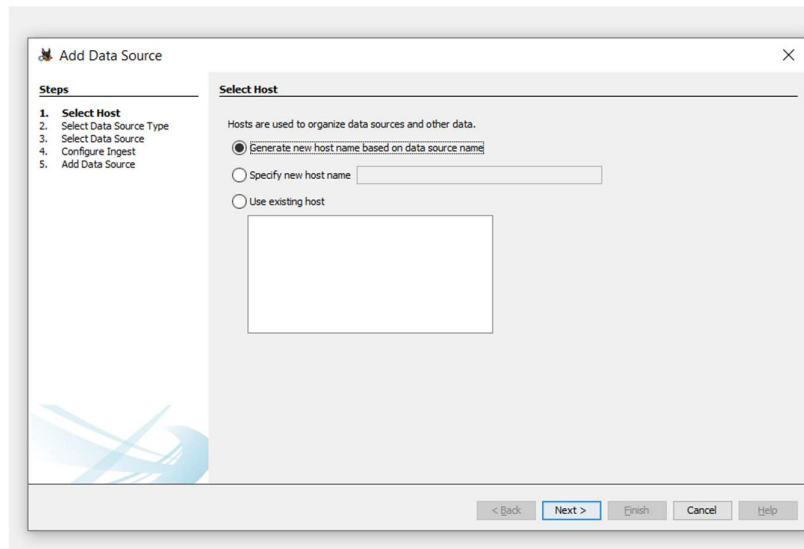 Add Data Source
Steps
1. Select Host
2. Select Data Source Type
3. Select Data Source
4. Configure Ingest
5. Add Data Source
Select Host
Hosts are used to organize data sources and other data.
Generate new host name based on data source name
Specify new host name
Use existing host
< Back Next > Finish Cancel Help